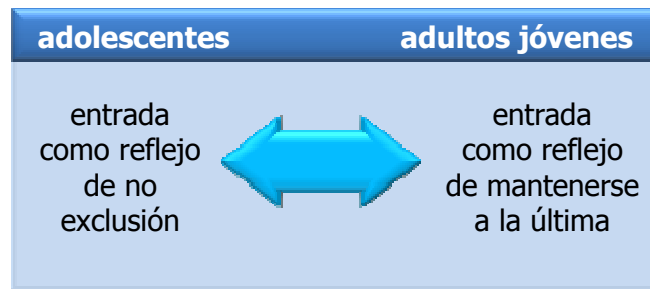 adolescentes
adultos jóvenes
entrada
como reflejo
de no
exclusión
entrada
como reflejo
de mantenerse
a la última